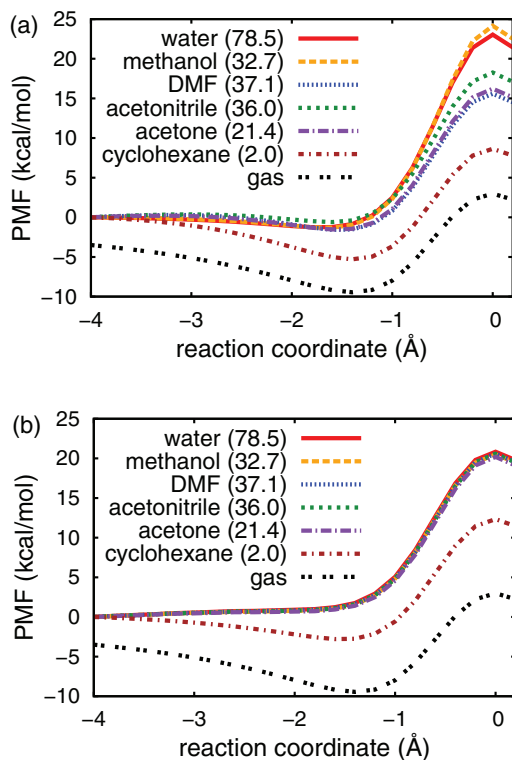 (a)
25
20
15
10
5
0
−5
−10
PMF (kcal/mol)
water (78.5)
methanol (32.7)
DMF (37.1)
acetonitrile (36.0)
acetone (21.4)
cyclohexane (2.0)
gas
−4 −3 −2 −1 0
reaction coordinate (Å)
(b)
25
20
15
10
5
0
−5
−10
PMF (kcal/mol)
water (78.5)
methanol (32.7)
DMF (37.1)
acetonitrile (36.0)
acetone (21.4)
cyclohexane (2.0)
gas
−4 −3 −2 −1 0
reaction coordinate (Å)